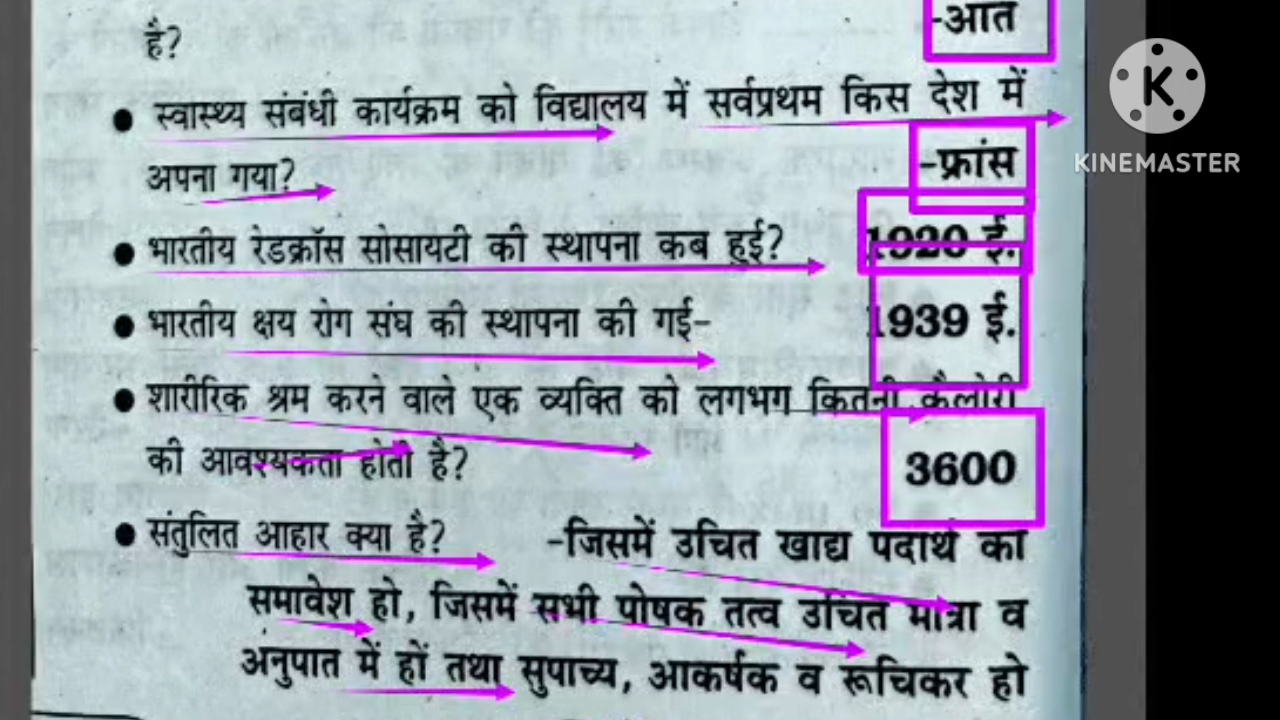 -आंत
है?
● स्वास्थ्य संबंधी कार्यक्रम को विद्यालय में सर्वप्रथम किस देश में
अपना गया? -फ्रांस
● भारतीय रेडक्रॉस सोसायटी की स्थापना कब हुई? 1920 ई.
● भारतीय क्षय रोग संघ की स्थापना की गई– 1939 ई.
● शारीरिक श्रम करने वाले एक व्यक्ति को लगभग कितनी कैलोरी
की आवश्यकता होती है? 3600
● संतुलित आहार क्या है? -जिसमें उचित खाद्य पदार्थ का
समावेश हो, जिसमें सभी पोषक तत्व उचित मात्रा व
अनुपात में हों तथा सुपाच्य, आकर्षक व रूचिकर हो
K
KINEMASTER